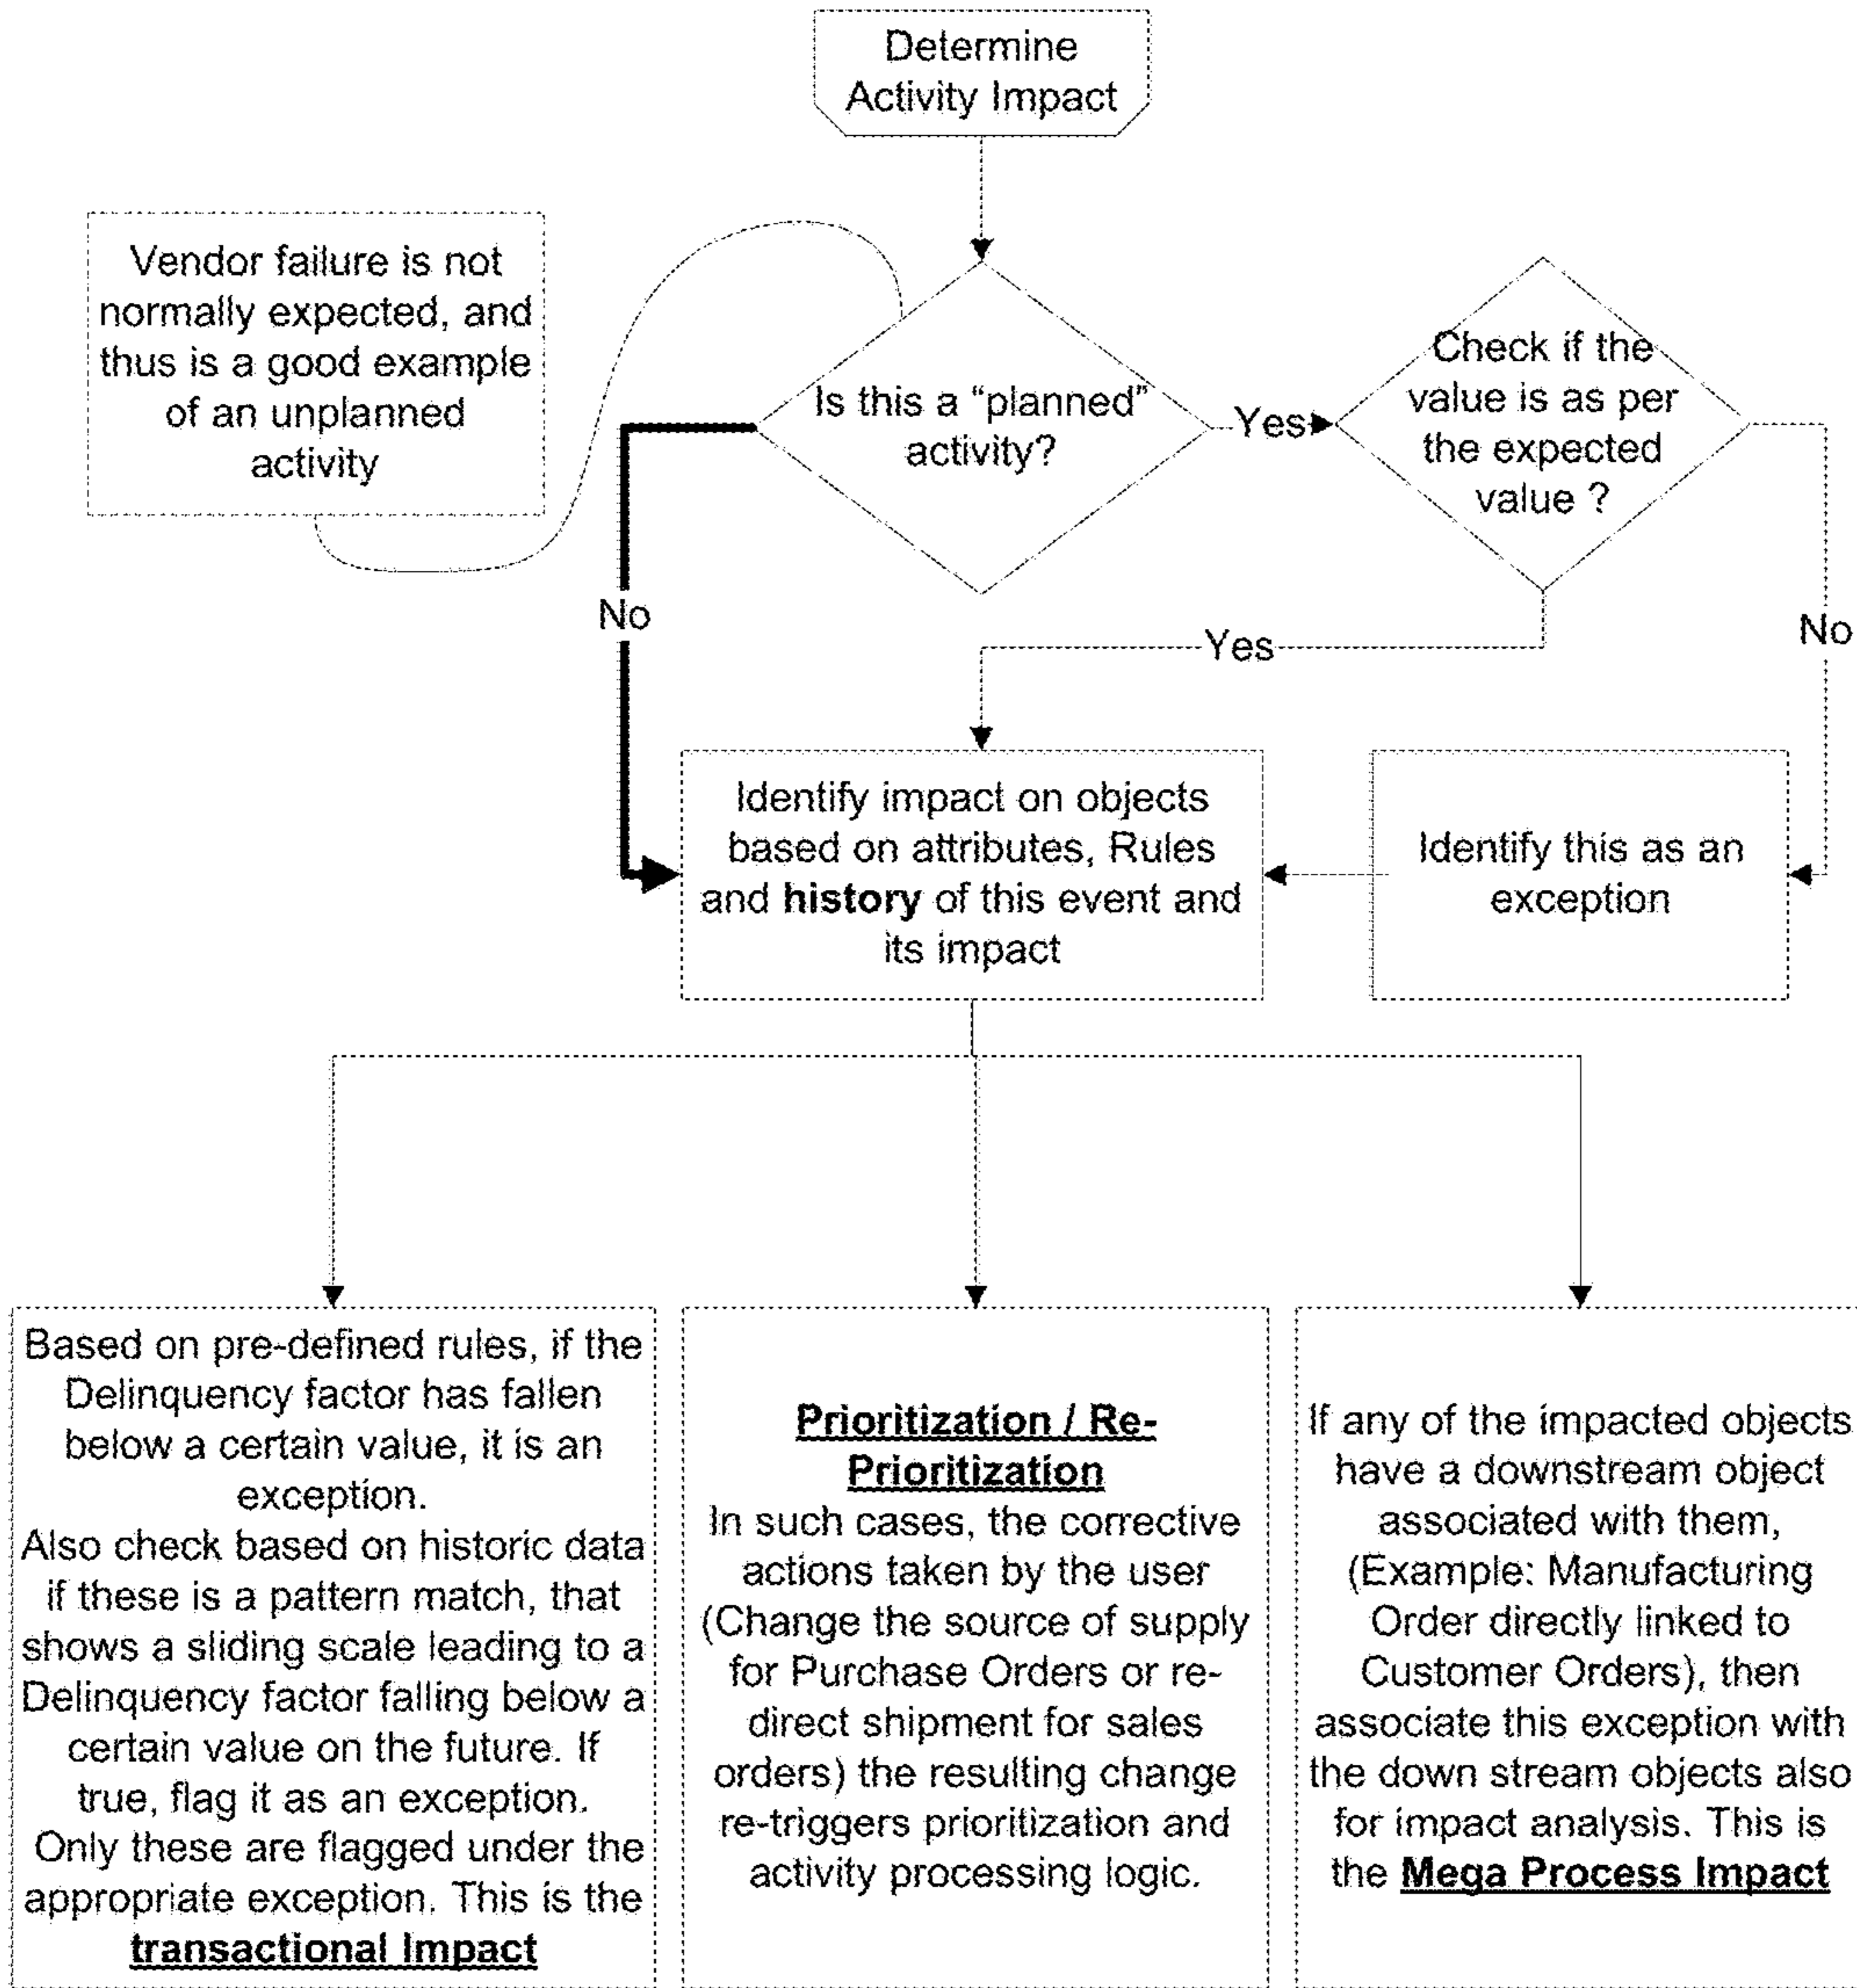 Determine
Activity Impact
Vendor failure is not
normally expected, and
thus is a good example
of an unplanned
activity
Is this a “planned”
activity?
Yes
Check if the
value is as per
the expected
value ?
No
Yes
No
Identify impact on objects
based on attributes, Rules
and history of this event and
its impact
Identify this as an
exception
Based on pre-defined rules, if the
Delinquency factor has fallen
below a certain value, it is an
exception.
Also check based on historic data
if these is a pattern match, that
shows a sliding scale leading to a
Delinquency factor falling below a
certain value on the future. If
true, flag it as an exception.
Only these are flagged under the
appropriate exception. This is the
transactional Impact
Prioritization / Re-
Prioritization
In such cases, the corrective
actions taken by the user
(Change the source of supply
for Purchase Orders or re-
direct shipment for sales
orders) the resulting change
re-triggers prioritization and
activity processing logic.
If any of the impacted objects
have a downstream object
associated with them,
(Example: Manufacturing
Order directly linked to
Customer Orders), then
associate this exception with
the down stream objects also
for impact analysis. This is
the Mega Process Impact